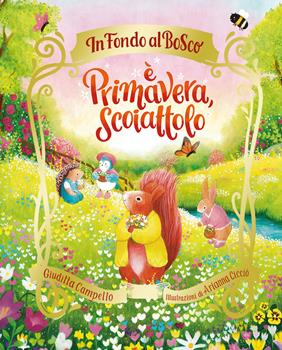 In Fondo al Bosco
è
Primavera,
Scoiattolo
Giuditta Campello
Illustrazioni di Arianna Cicciò